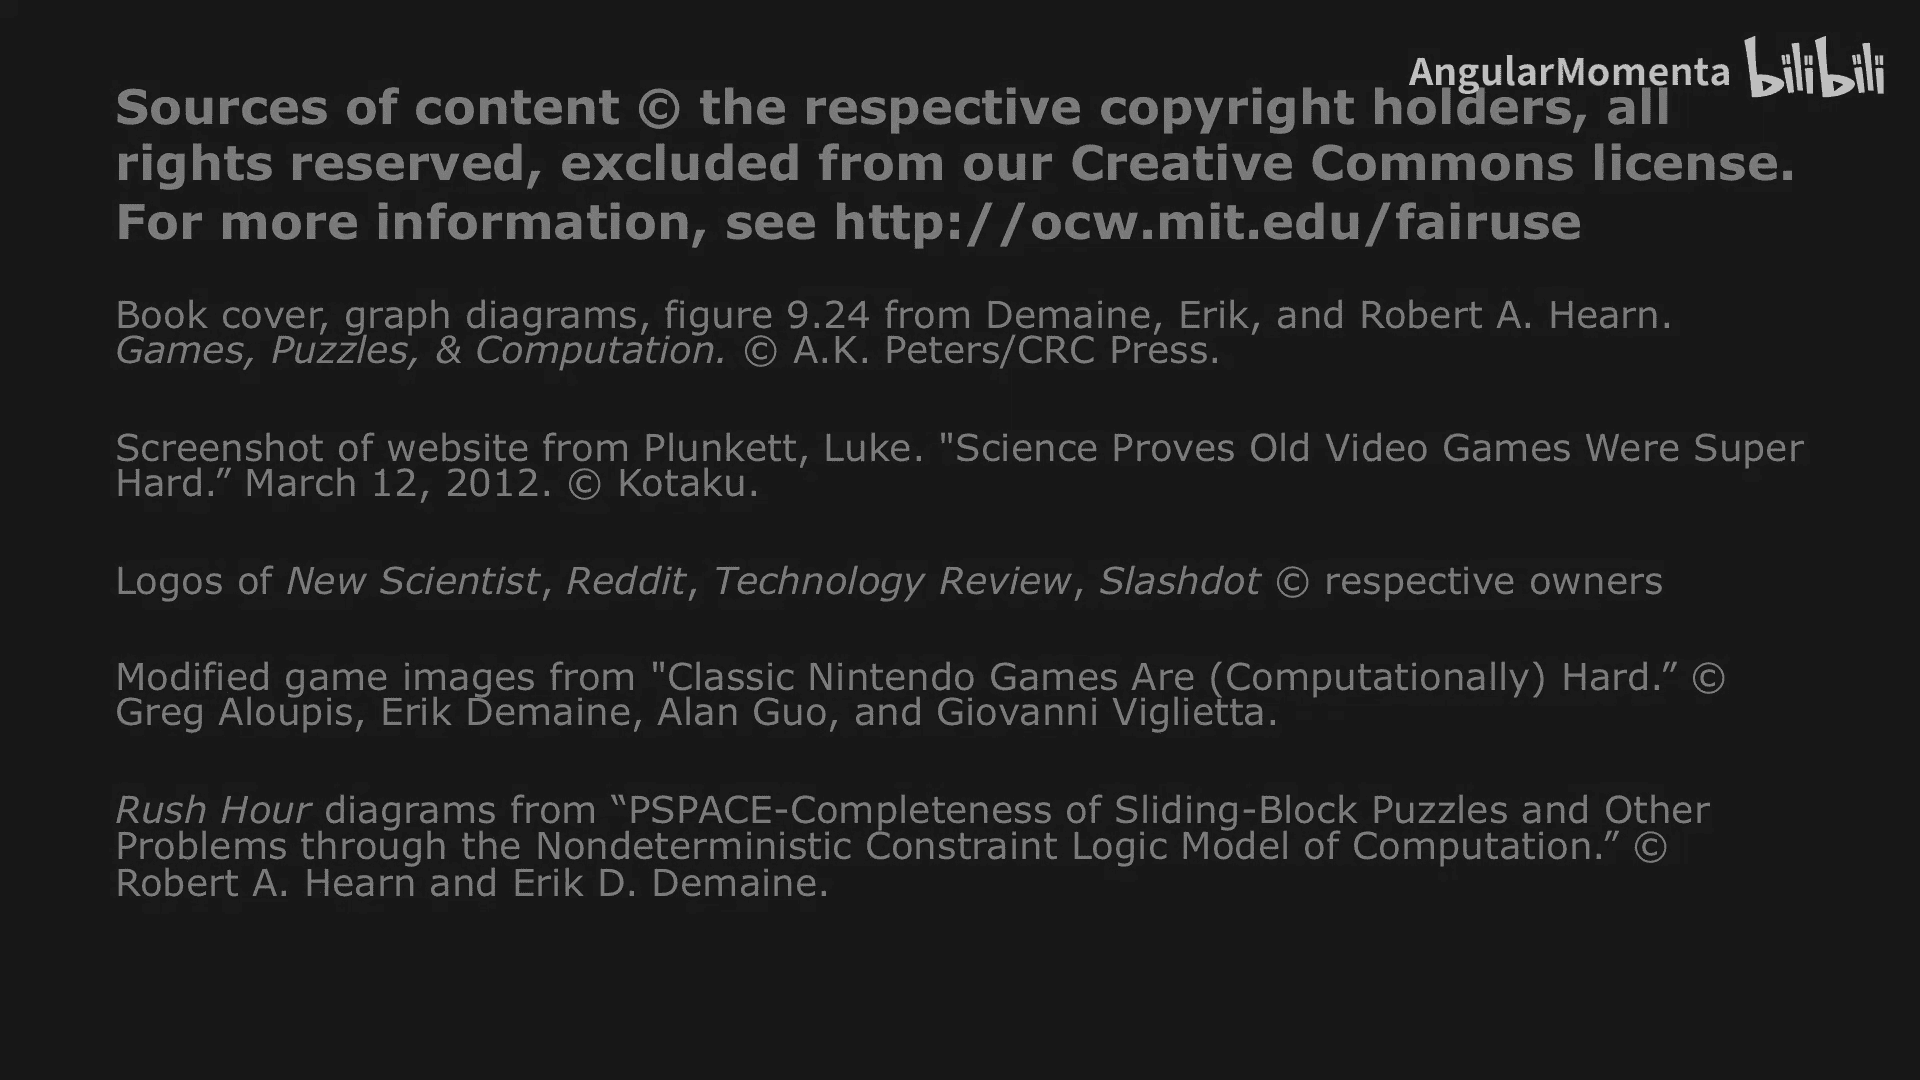 AngularMomenta bilibili
Sources of content © the respective copyright holders, all
rights reserved, excluded from our Creative Commons license.
For more information, see http://ocw.mit.edu/fairuse
Book cover, graph diagrams, figure 9.24 from Demaine, Erik, and Robert A. Hearn.
Games, Puzzles, & Computation. © A.K. Peters/CRC Press.
Screenshot of website from Plunkett, Luke. "Science Proves Old Video Games Were Super
Hard.” March 12, 2012. © Kotaku.
Logos of New Scientist, Reddit, Technology Review, Slashdot © respective owners
Modified game images from "Classic Nintendo Games Are (Computationally) Hard.” ©
Greg Aloupis, Erik Demaine, Alan Guo, and Giovanni Viglietta.
Rush Hour diagrams from “PSPACE-Completeness of Sliding-Block Puzzles and Other
Problems through the Nondeterministic Constraint Logic Model of Computation.” ©
Robert A. Hearn and Erik D. Demaine.